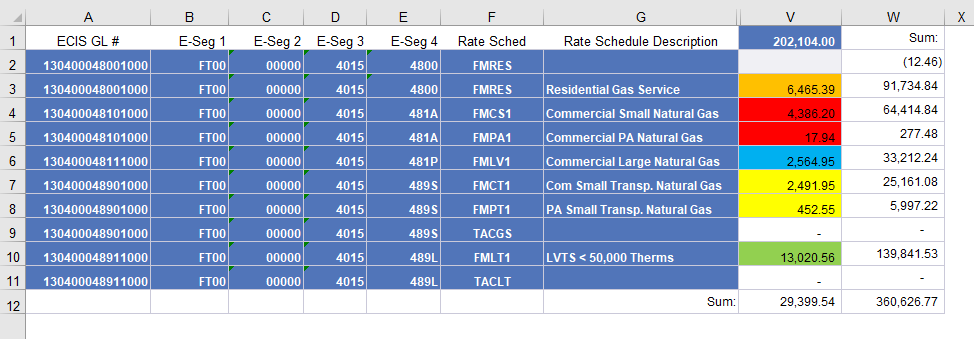 A B C D E F G V W X
1 ECIS GL # E-Seg 1 E-Seg 2 E-Seg 3 E-Seg 4 Rate Sched Rate Schedule Description 202,104.00 Sum:
2 130400048001000 FT00 00000 4015 4800 FMRES (12.46)
3 130400048001000 FT00 00000 4015 4800 FMRES Residential Gas Service 6,465.39 91,734.84
4 130400048101000 FT00 00000 4015 481A FMCS1 Commercial Small Natural Gas 4,386.20 64,414.84
5 130400048101000 FT00 00000 4015 481A FMPA1 Commercial PA Natural Gas 17.94 277.48
6 130400048111000 FT00 00000 4015 481P FMLV1 Commercial Large Natural Gas 2,564.95 33,212.24
7 130400048901000 FT00 00000 4015 489S FMCT1 Com Small Transp. Natural Gas 2,491.95 25,161.08
8 130400048901000 FT00 00000 4015 489S FMPT1 PA Small Transp. Natural Gas 452.55 5,997.22
9 130400048901000 FT00 00000 4015 489S TACGS - -
10 130400048911000 FT00 00000 4015 489L FMLT1 LVTS < 50,000 Therms 13,020.56 139,841.53
11 130400048911000 FT00 00000 4015 489L TACLT - -
12 Sum: 29,399.54 360,626.77